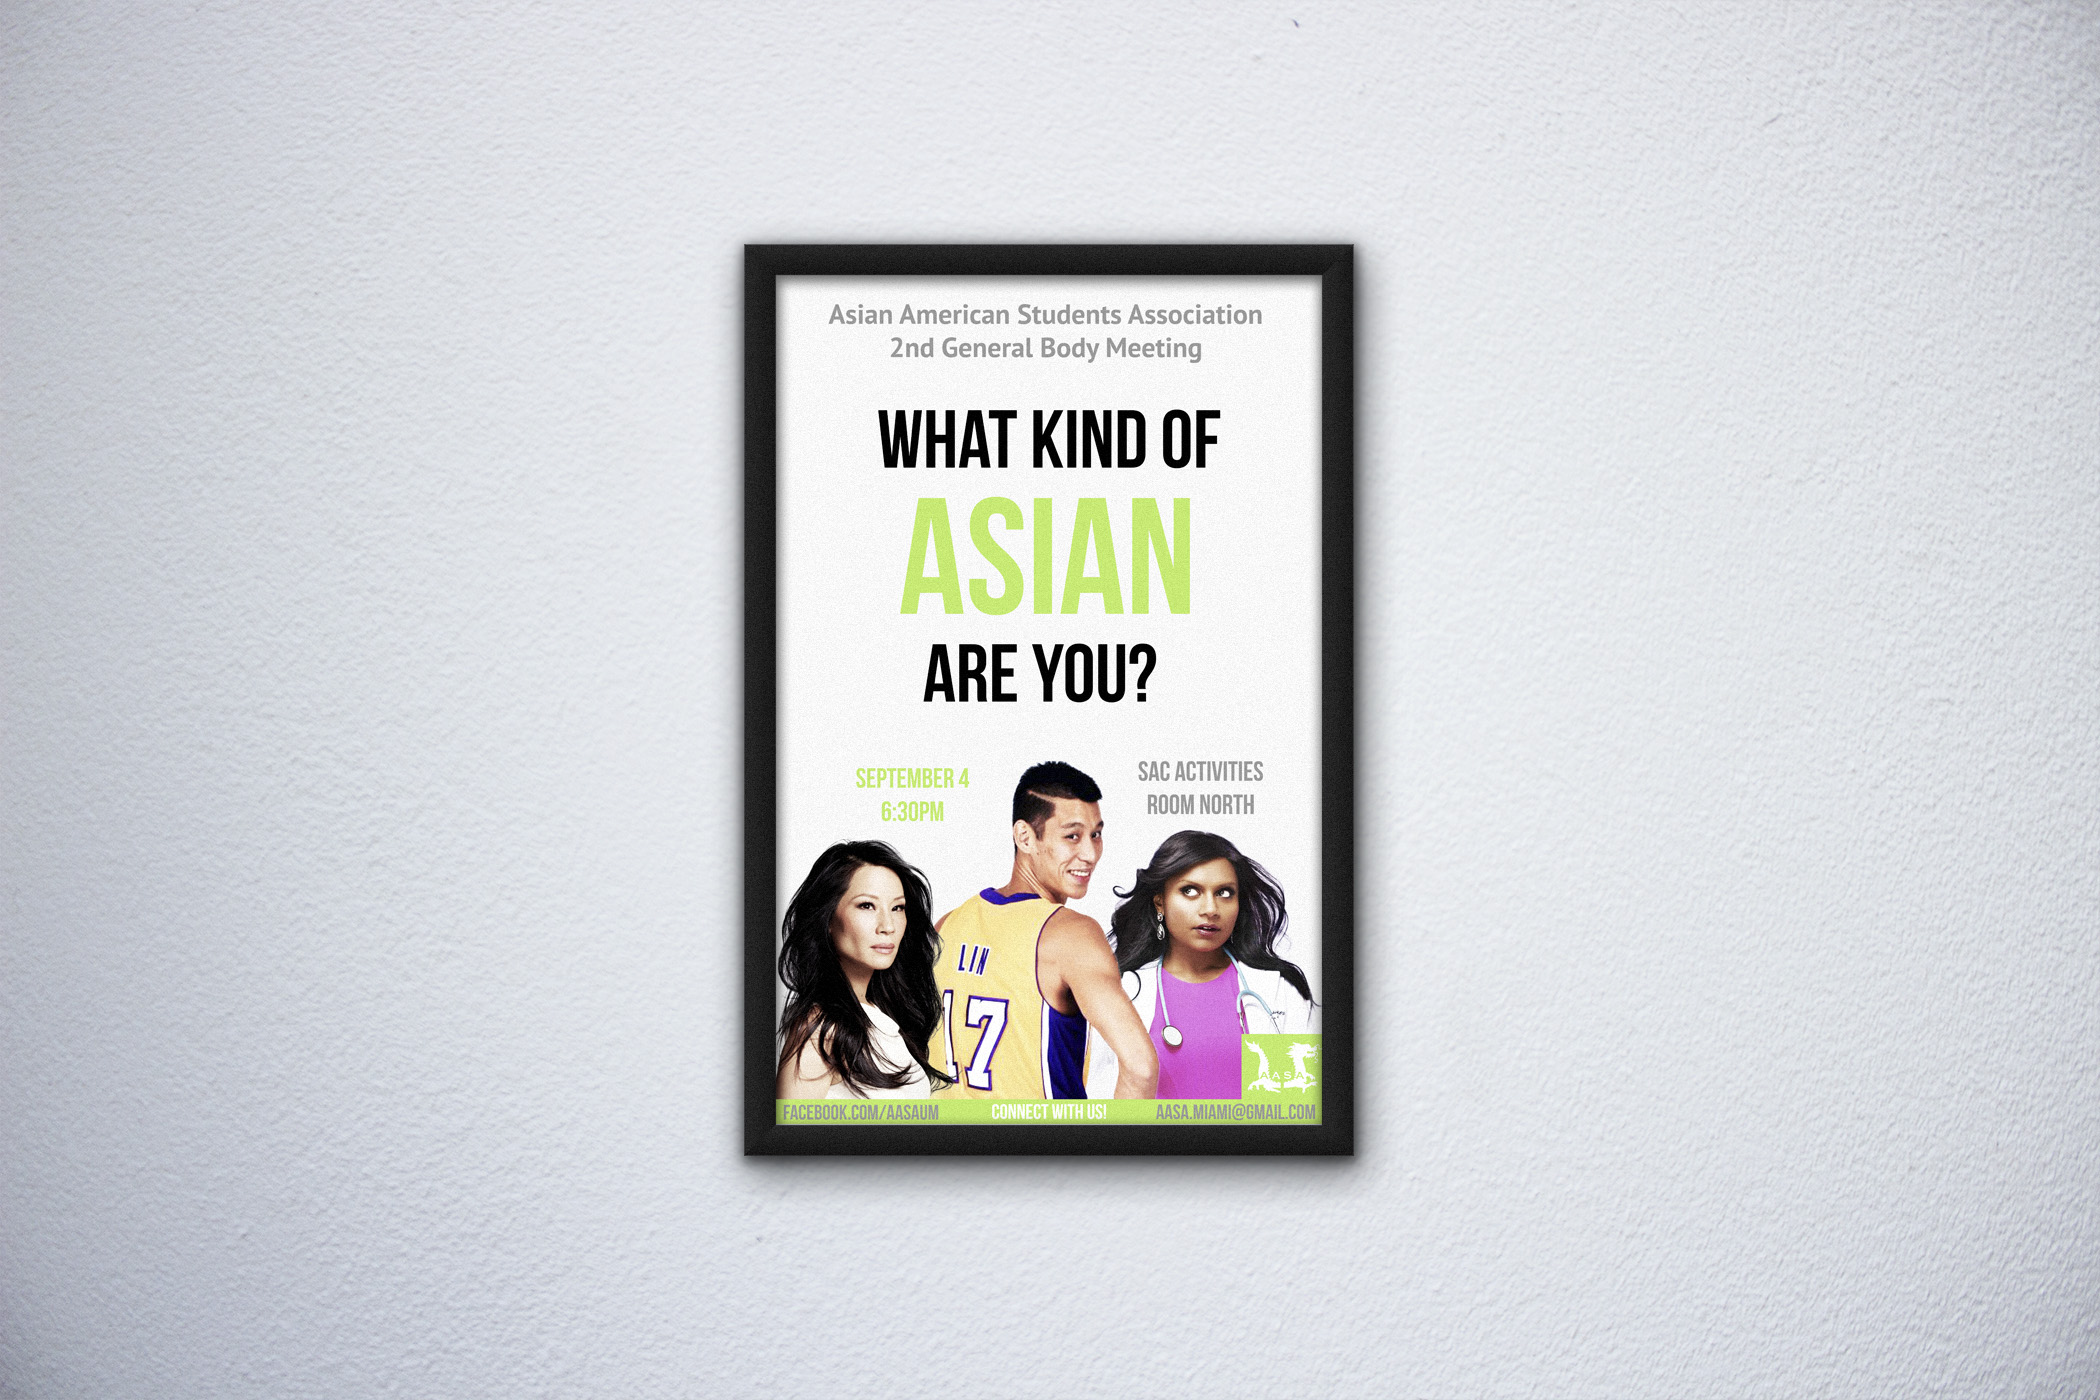 Asian American Students Association
2nd General Body Meeting
WHAT KIND OF
ASIAN
ARE YOU?
SEPTEMBER 4
6:30PM
SAC ACTIVITIES
ROOM NORTH
LIN
17
AASA
FACEBOOK.COM/AASAUM
CONNECT WITH US!
AASA.MIAMI@GMAIL.COM